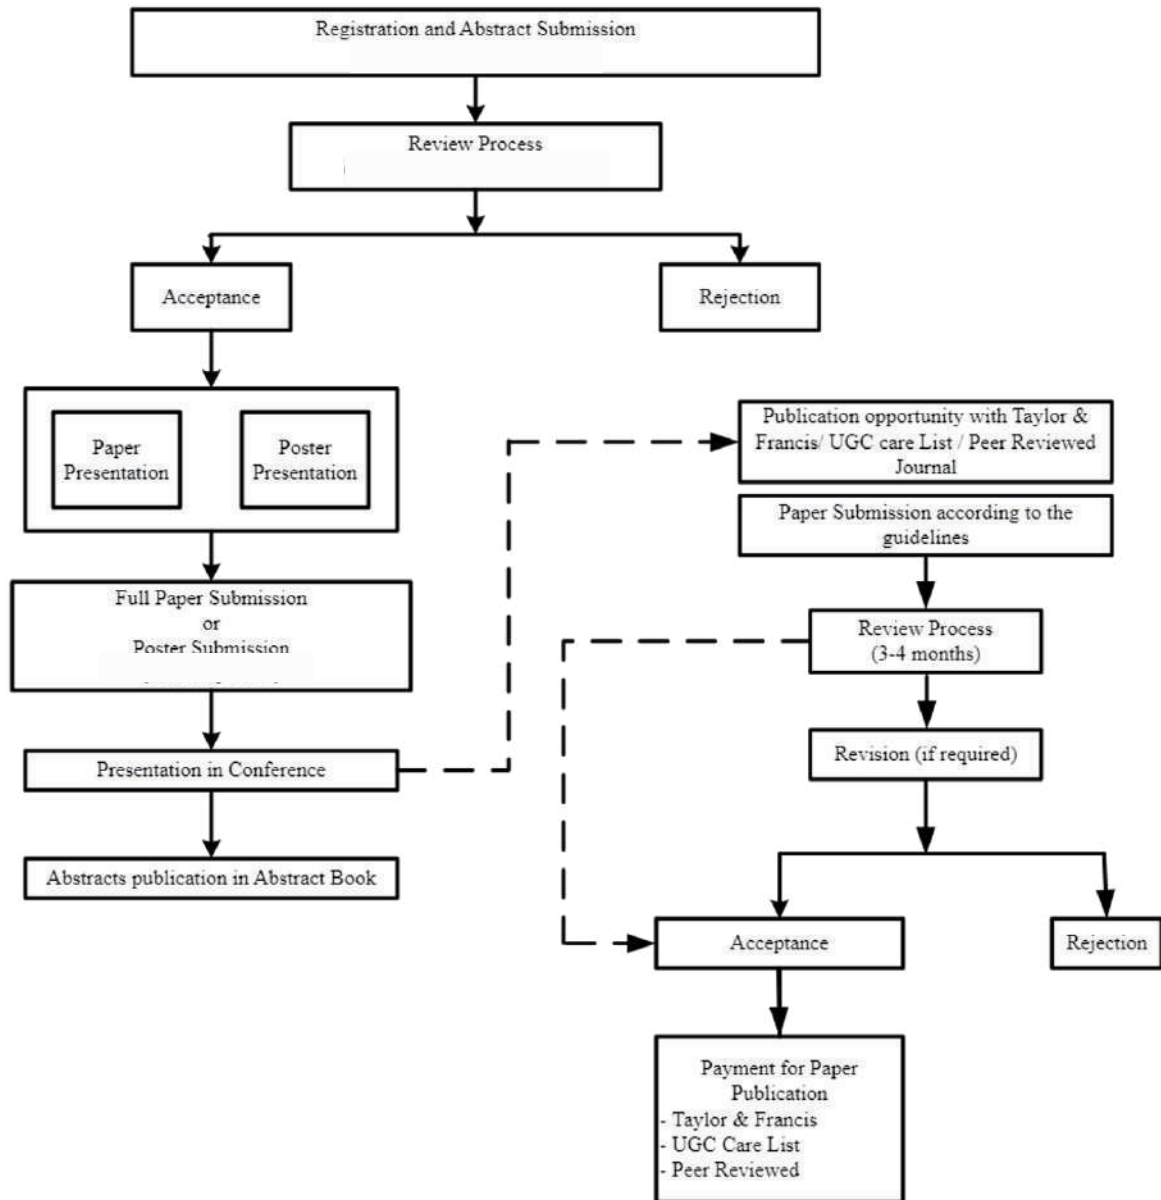 Registration and Abstract Submission
Review Process
Acceptance
Rejection
Paper
Presentation
Poster
Presentation
Full Paper Submission
or
Poster Submission
Presentation in Conference
Abstracts publication in Abstract Book
Publication opportunity with Taylor &
Francis/ UGC care List / Peer Reviewed
Journal
Paper Submission according to the
guidelines
Review Process
(3-4 months)
Revision (if required)
Acceptance
Rejection
Payment for Paper
Publication
- Taylor & Francis
- UGC Care List
- Peer Reviewed